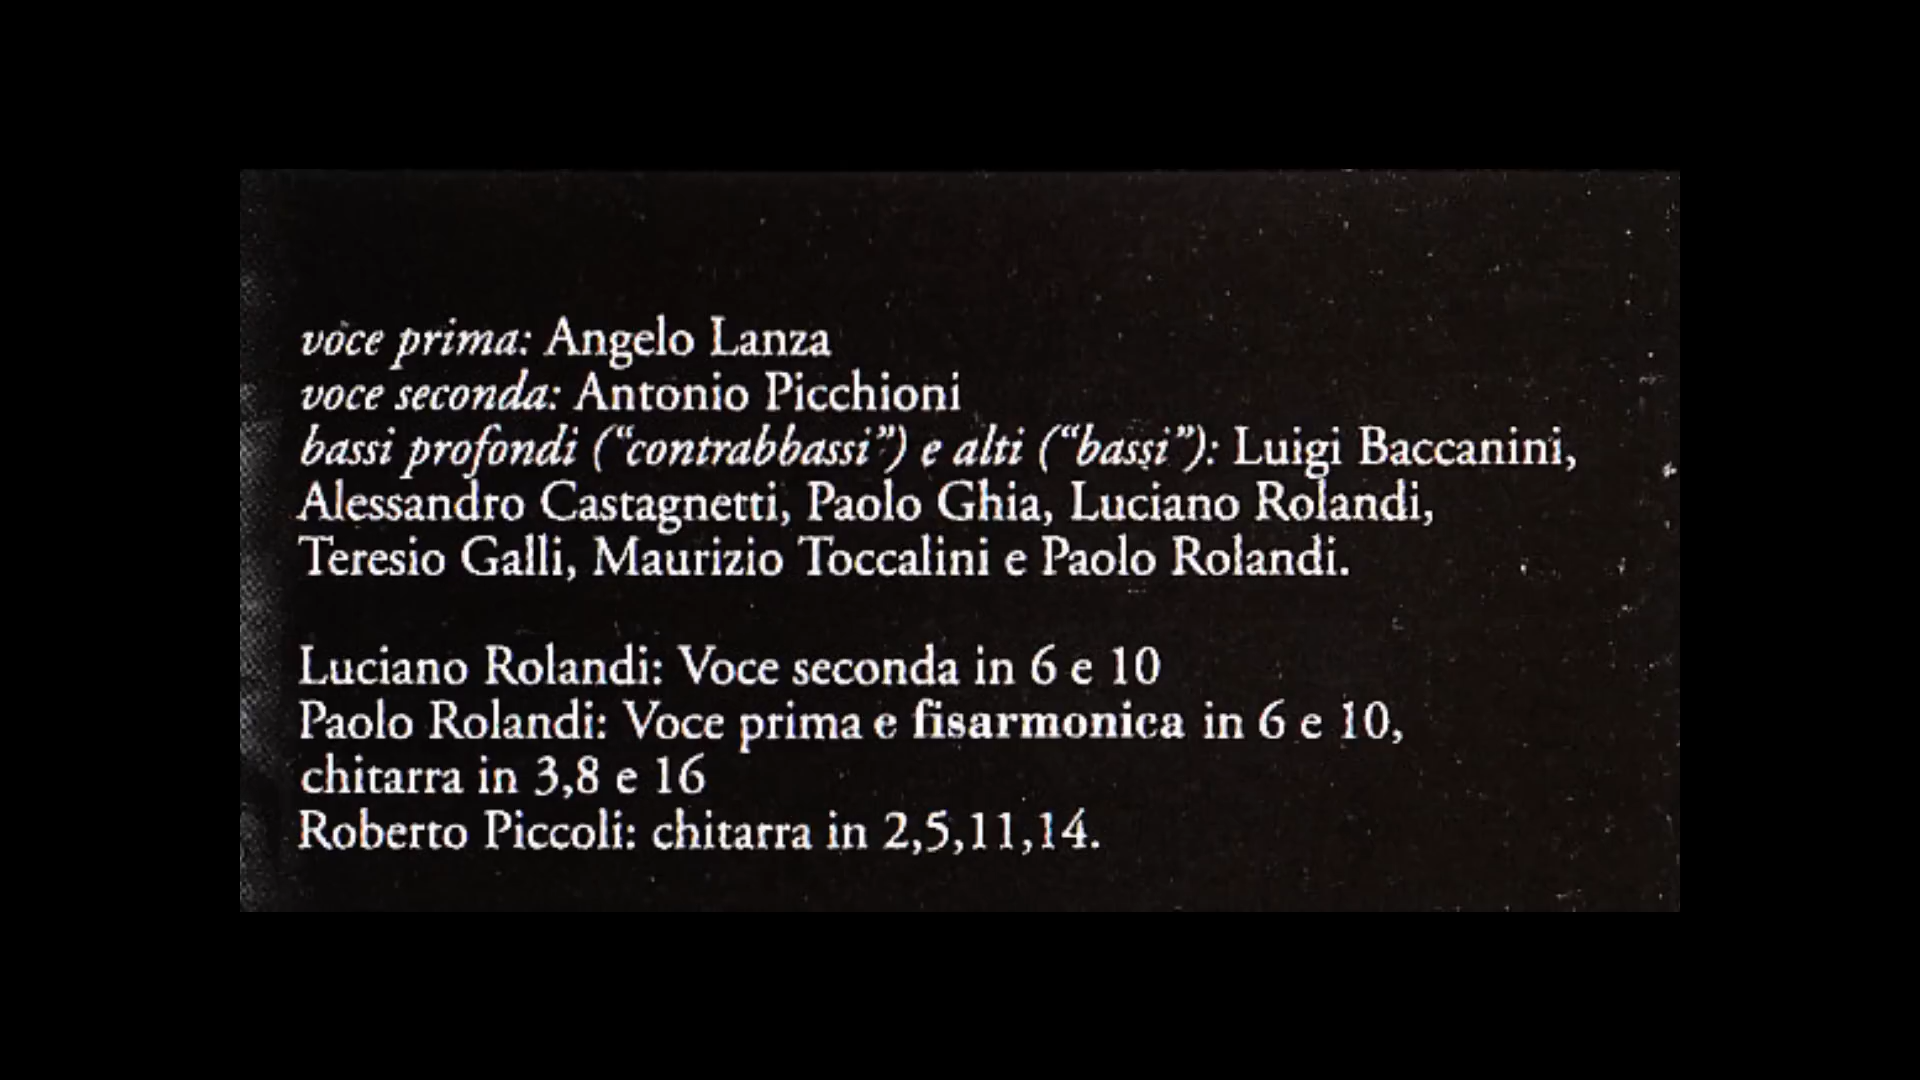 voce prima: Angelo Lanza
voce seconda: Antonio Picchioni
bassi profondi (“contrabbassi”) e alti (“bassi”): Luigi Baccanini,
Alessandro Castagnetti, Paolo Ghia, Luciano Rolandi,
Teresio Galli, Maurizio Toccalini e Paolo Rolandi.
Luciano Rolandi: Voce seconda in 6 e 10
Paolo Rolandi: Voce prima e fisarmonica in 6 e 10,
chitarra in 3,8 e 16
Roberto Piccoli: chitarra in 2,5,11,14.